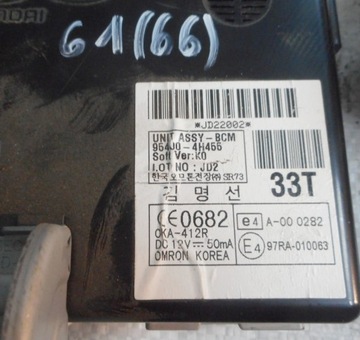 61(66)
*JD22002*
UNIT ASSY-BCM
954J0-4H455
Soft Ver:K0
LOT NO : JD2
한국오므론전장㈜ SR73
김명선
33T
CE0682
OKA-412R
DC 12V 50mA
OMRON KOREA
e4 A-00 0282
E4 97RA-010063